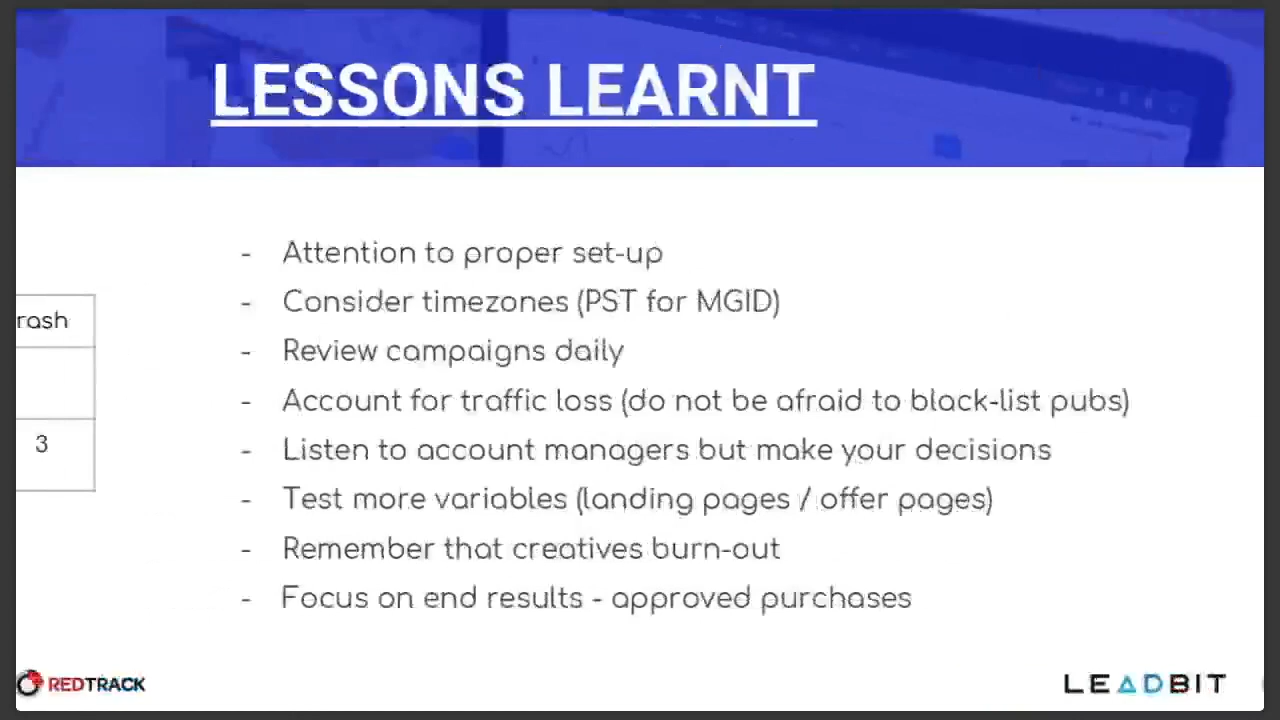 LESSONS LEARNT
- Attention to proper set-up
- Consider timezones (PST for MGID)
- Review campaigns daily
- Account for traffic loss (do not be afraid to black-list pubs)
- Listen to account managers but make your decisions
- Test more variables (landing pages / offer pages)
- Remember that creatives burn-out
- Focus on end results - approved purchases
rash
3
REDTRACK
LEADBIT